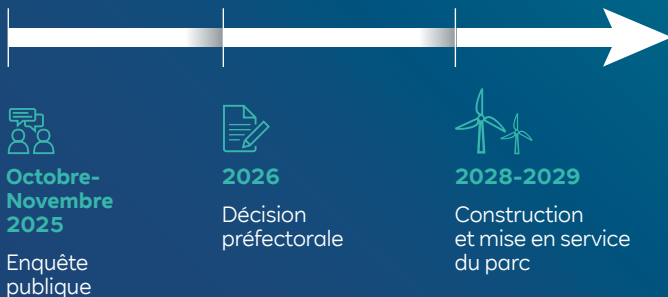 Octobre-
Novembre
2025
Enquête
publique
2026
Décision
préfectorale
2028-2029
Construction
et mise en service
du parc